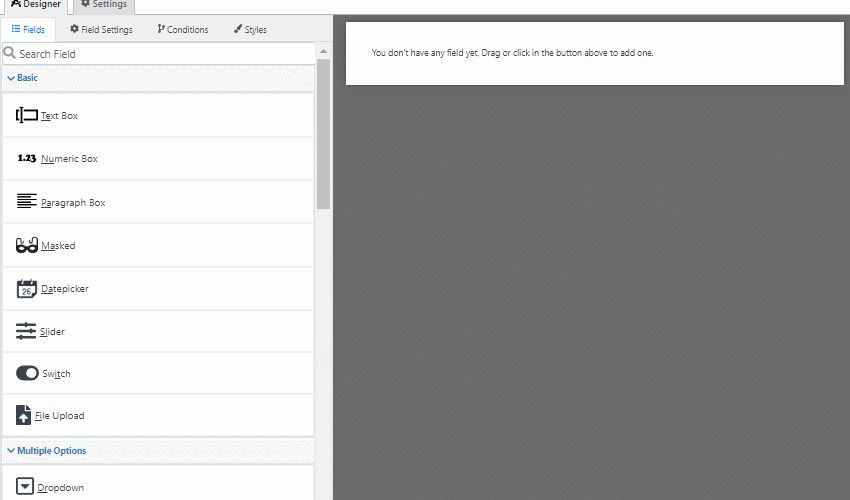 Designer
Settings
Fields
Field Settings
Conditions
Styles
Search Field
Basic
Text Box
1.23 Numeric Box
Paragraph Box
Masked
25 Datepicker
Slider
Switch
File Upload
Multiple Options
Dropdown
You don't have any field yet, Drag or click in the button above to add one.